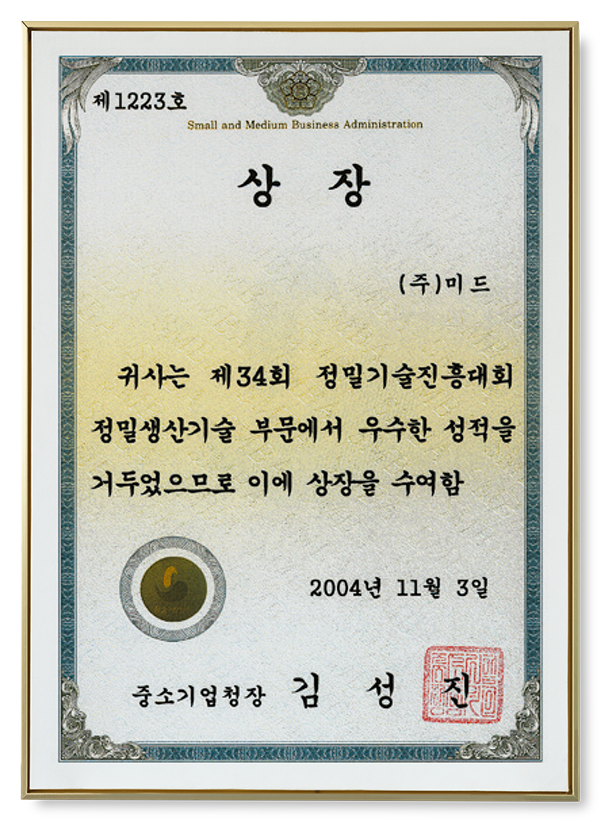 제1223호
Small and Medium Business Administration
상 장
(주)미드
귀사는 제34회 정밀기술진흥대회
정밀생산기술 부문에서 우수한 성적을
거두었으므로 이에 상장을 수여함
2004년 11월 3일
중소기업청장 김 성 진